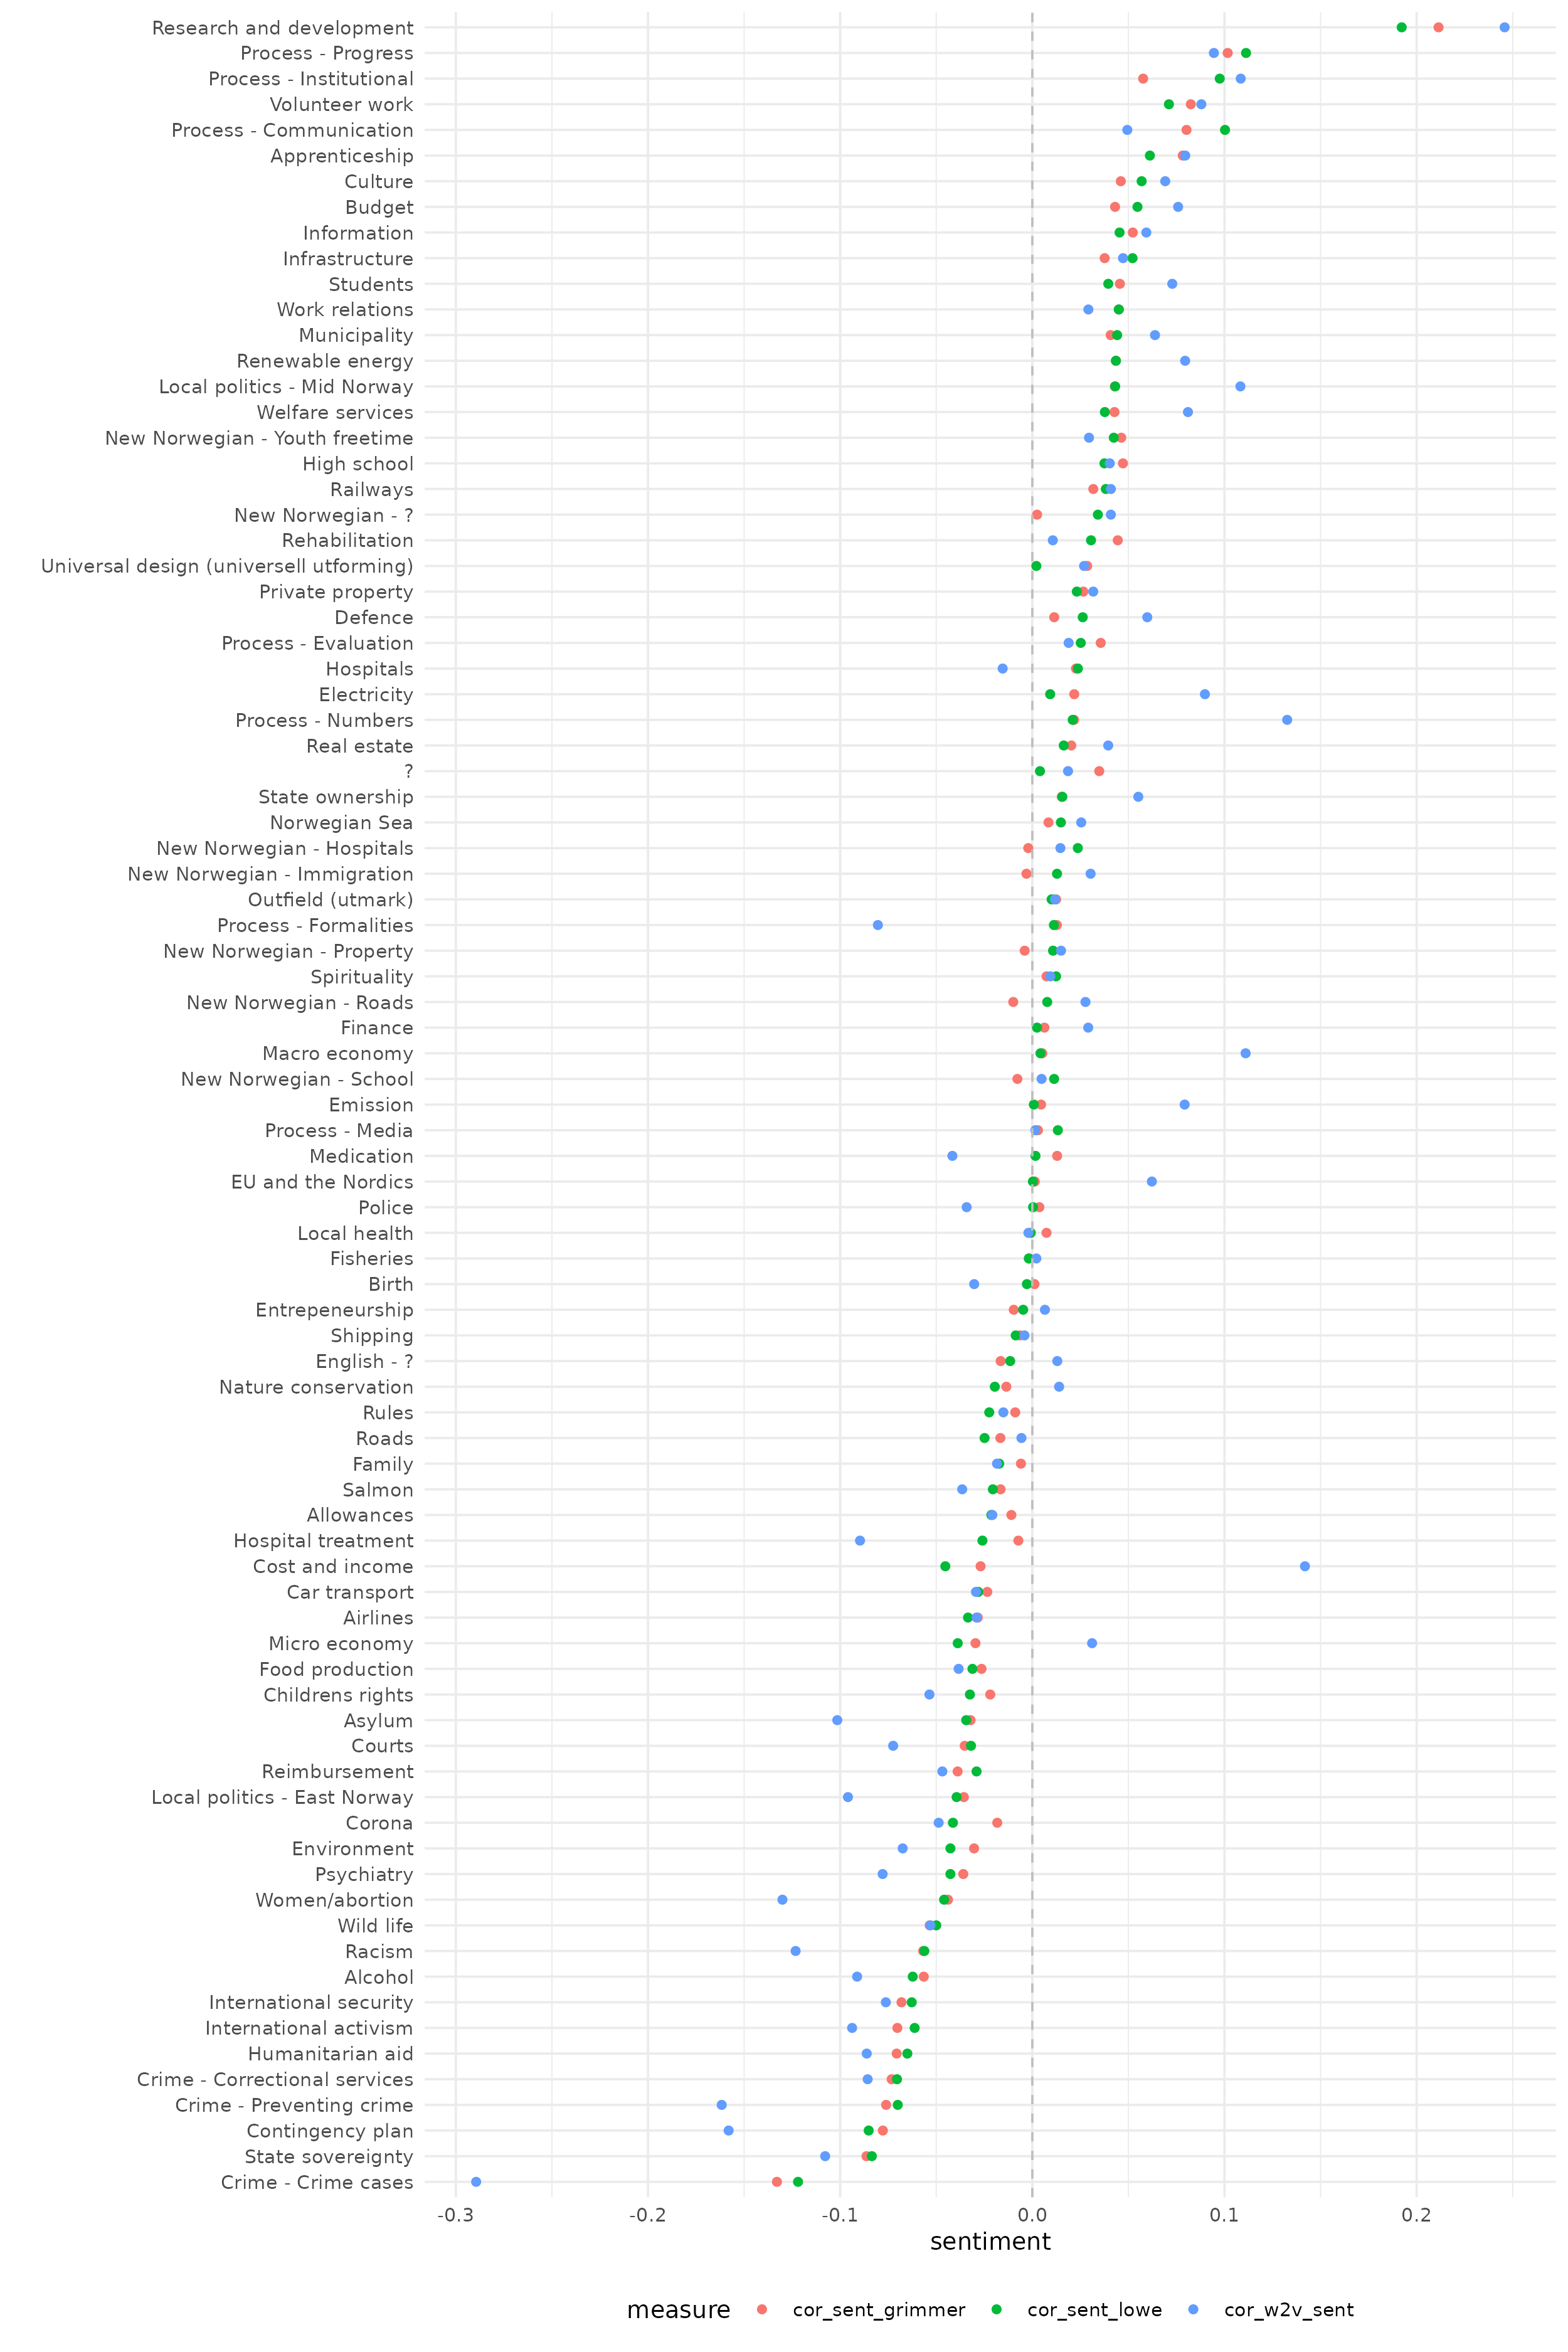 Research and development
Process - Progress
Process - Institutional
Volunteer work
Process - Communication
Apprenticeship
Culture
Budget
Information
Infrastructure
Students
Work relations
Municipality
Renewable energy
Local politics - Mid Norway
Welfare services
New Norwegian - Youth freetime
High school
Railways
New Norwegian - ?
Rehabilitation
Universal design (universell utforming)
Private property
Defence
Process - Evaluation
Hospitals
Electricity
Process - Numbers
Real estate
?
State ownership
Norwegian Sea
New Norwegian - Hospitals
New Norwegian - Immigration
Outfield (utmark)
Process - Formalities
New Norwegian - Property
Spirituality
New Norwegian - Roads
Finance
Macro economy
New Norwegian - School
Emission
Process - Media
Medication
EU and the Nordics
Police
Local health
Fisheries
Birth
Entrepeneurship
Shipping
English - ?
Nature conservation
Rules
Roads
Family
Salmon
Allowances
Hospital treatment
Cost and income
Car transport
Airlines
Micro economy
Food production
Childrens rights
Asylum
Courts
Reimbursement
Local politics - East Norway
Corona
Environment
Psychiatry
Women/abortion
Wild life
Racism
Alcohol
International security
International activism
Humanitarian aid
Crime - Correctional services
Crime - Preventing crime
Contingency plan
State sovereignty
Crime - Crime cases
-0.3 -0.2 -0.1 0.0 0.1 0.2
sentiment
measure cor_sent_grimmer cor_sent_lowe cor_w2v_sent